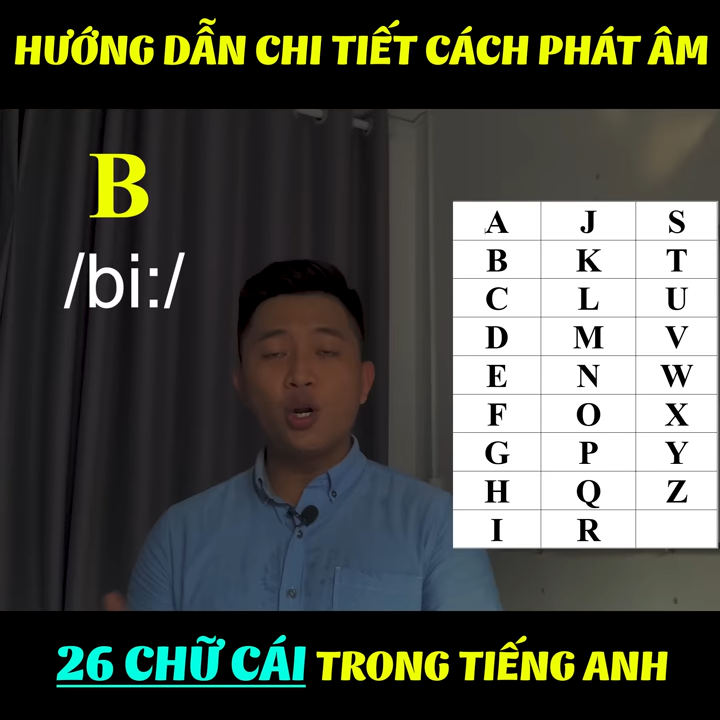 HƯỚNG DẪN CHI TIẾT CÁCH PHÁT ÂM
B
/bi:/
A J S
B K T
C L U
D M V
E N W
F O X
G P Y
H Q Z
I R
26 CHỮ CÁI TRONG TIẾNG ANH